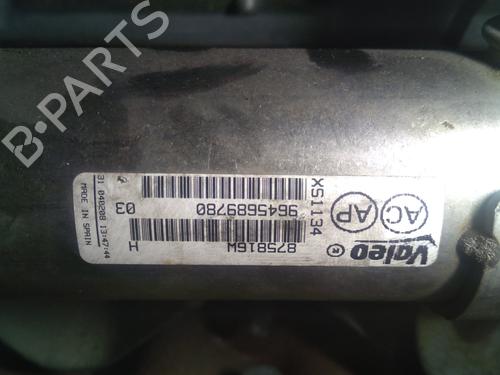 B-PARTS
Valeo ®
AC AP
XS1134
875816W H
9645689780 03
31 040208 13:47:44
MADE IN SPAIN